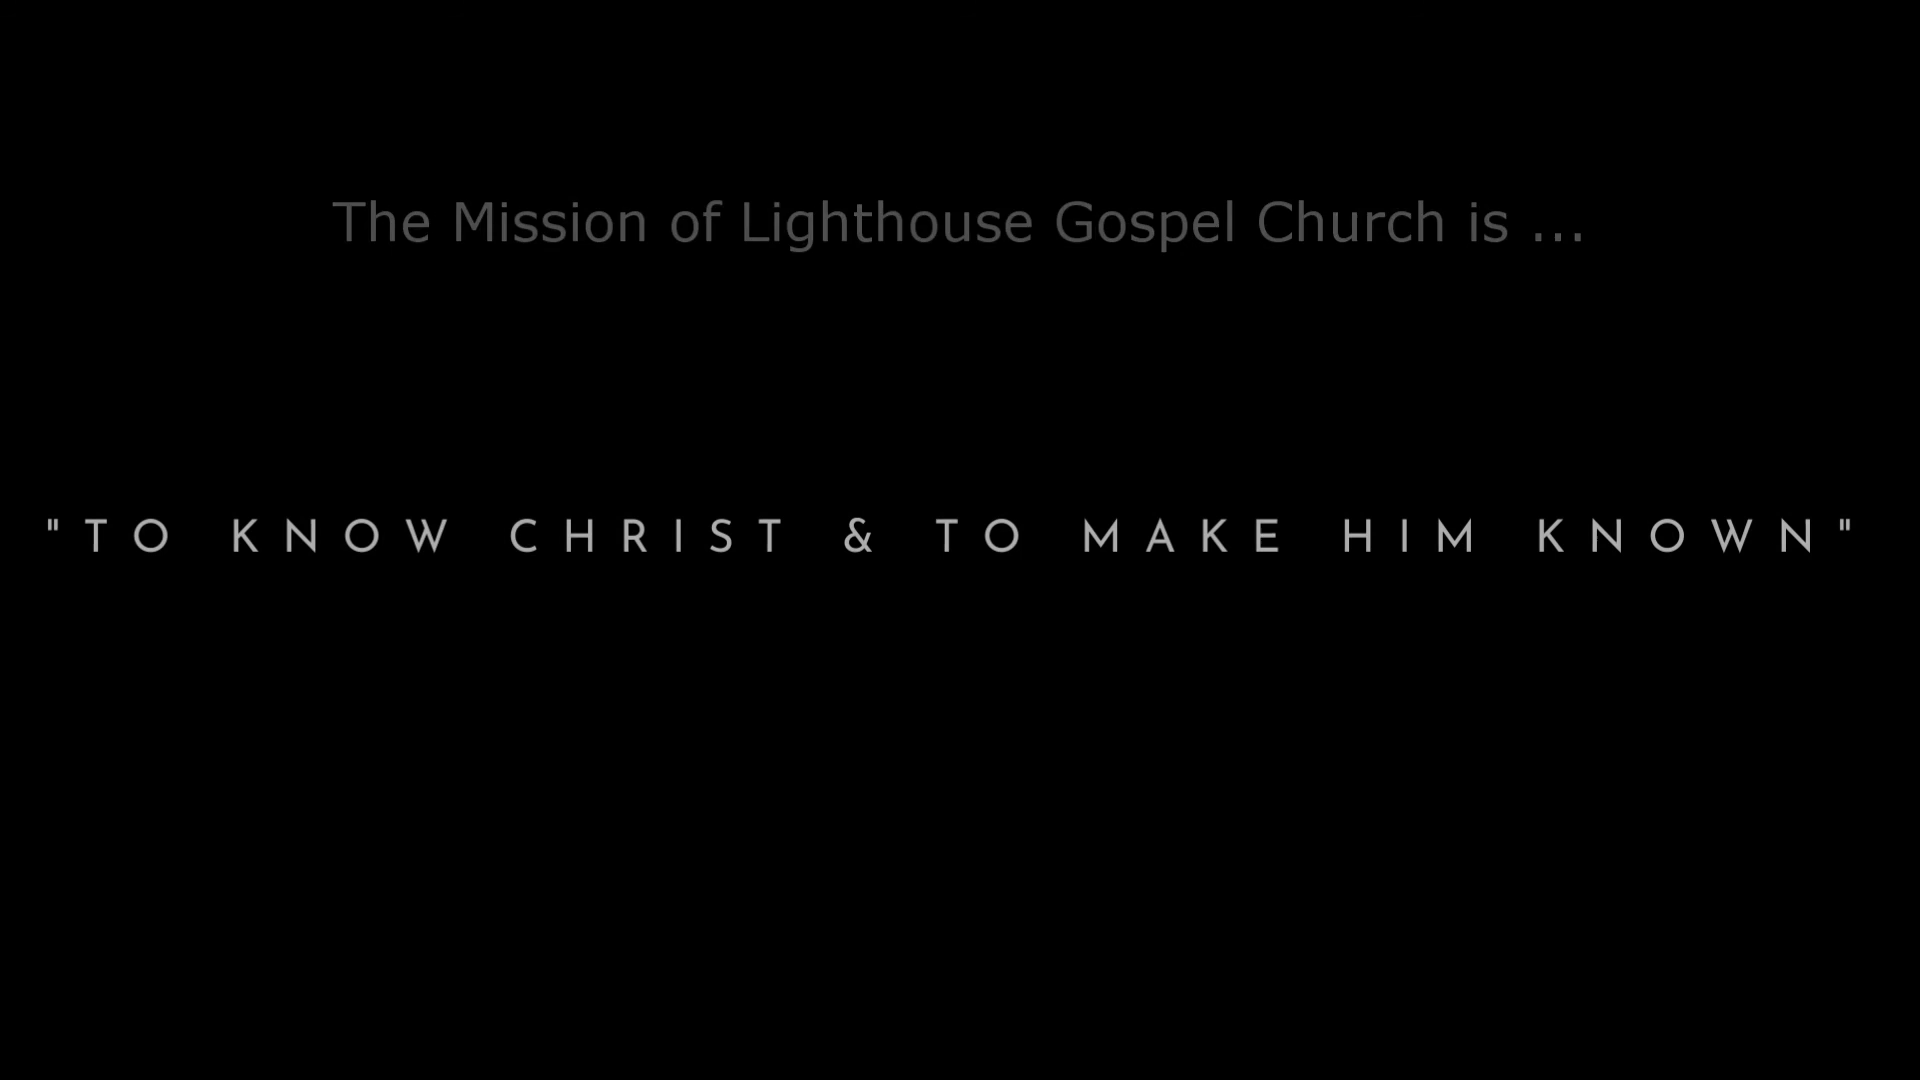 The Mission of Lighthouse Gospel Church is ...
"TO KNOW CHRIST & TO MAKE HIM KNOWN"